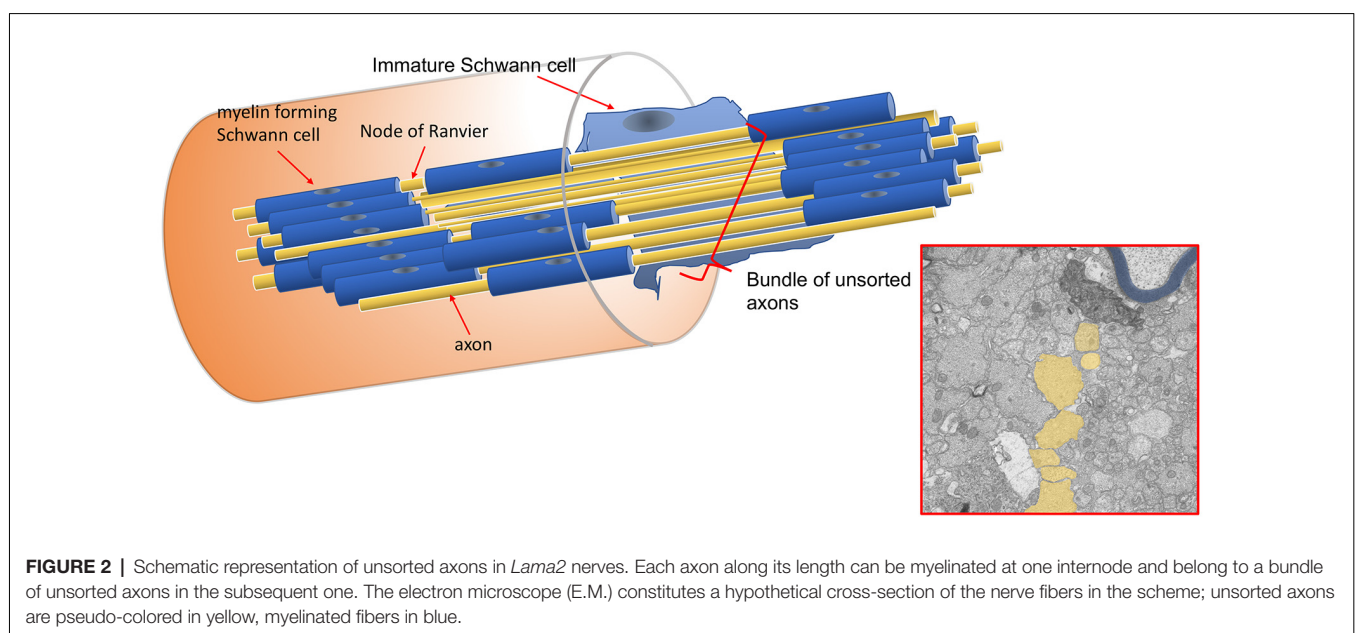 Immature Schwann cell
myelin forming
Schwann cell
Node of Ranvier
Bundle of unsorted
axons
axon
FIGURE 2 | Schematic representation of unsorted axons in Lama2 nerves. Each axon along its length can be myelinated at one internode and belong to a bundle
of unsorted axons in the subsequent one. The electron microscope (E.M.) constitutes a hypothetical cross-section of the nerve fibers in the scheme; unsorted axons
are pseudo-colored in yellow, myelinated fibers in blue.